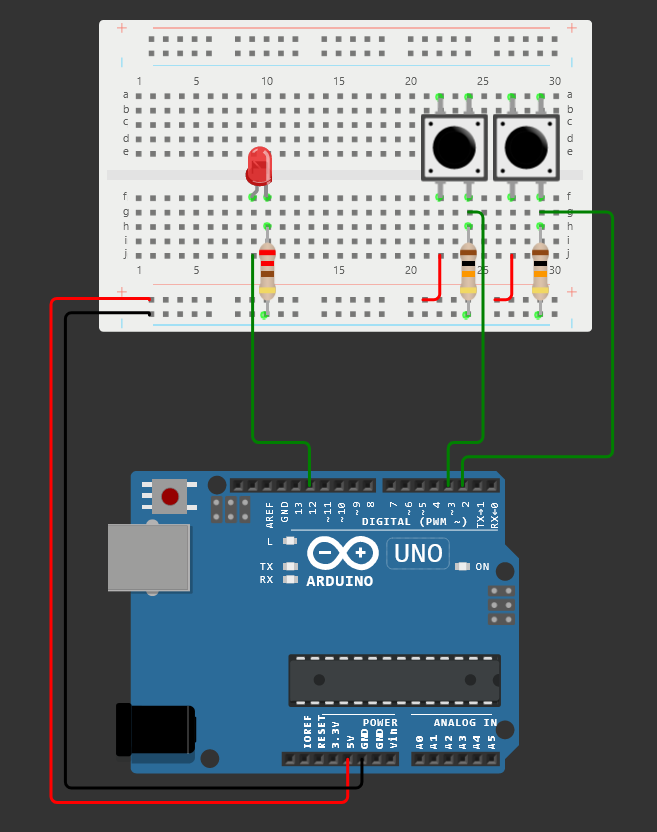 1 5 10 15 20 25 30
a a
b b
c c
d d
e e
f f
g g
h h
i i
j j
1 5 10 15 20 25 30
AREF
GND
13
12
~11
~10
~9
8
7
~6
~5
4
~3
2
TX→1
RX←0
DIGITAL (PWM ~)
L
TX
RX
UNO
ON
ARDUINO
POWER
ANALOG IN
IOREF
RESET
3.3V
5V
GND
GND
Vin
A0
A1
A2
A3
A4
A5